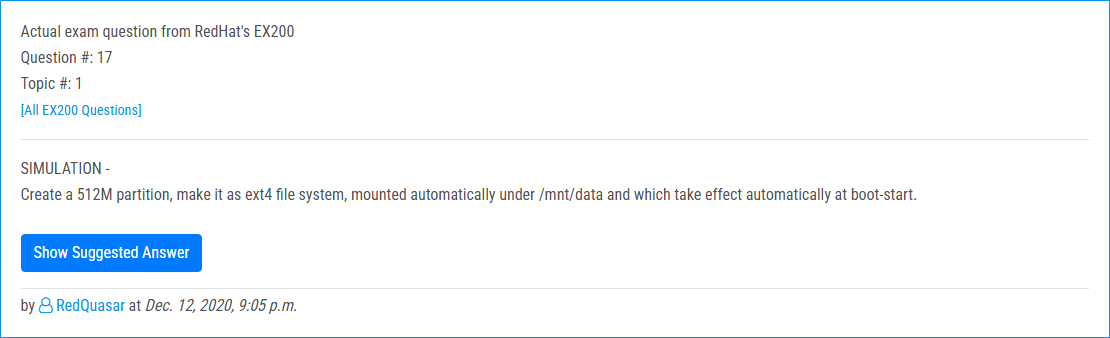 Actual exam question from RedHat's EX200
Question #: 17
Topic #: 1
[All EX200 Questions]
SIMULATION -
Create a 512M partition, make it as ext4 file system, mounted automatically under /mnt/data and which take effect automatically at boot-start.
Show Suggested Answer
by RedQuasar at Dec. 12, 2020, 9:05 p.m.